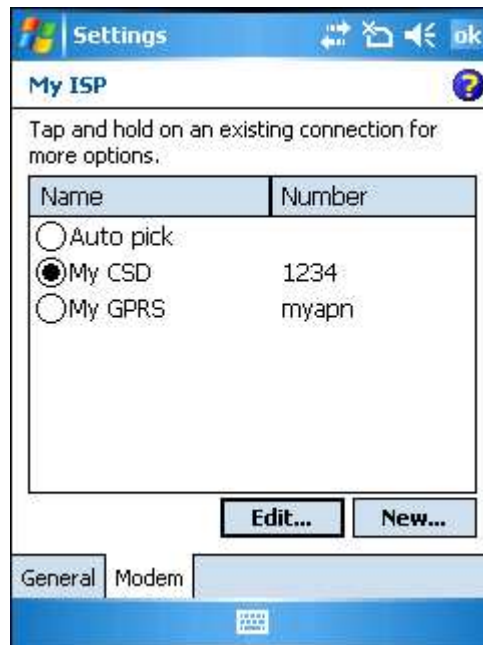 Settings ok
My ISP ?
Tap and hold on an existing connection for
more options.
Name Number
Auto pick
My CSD 1234
My GPRS myapn
Edit... New...
General Modem